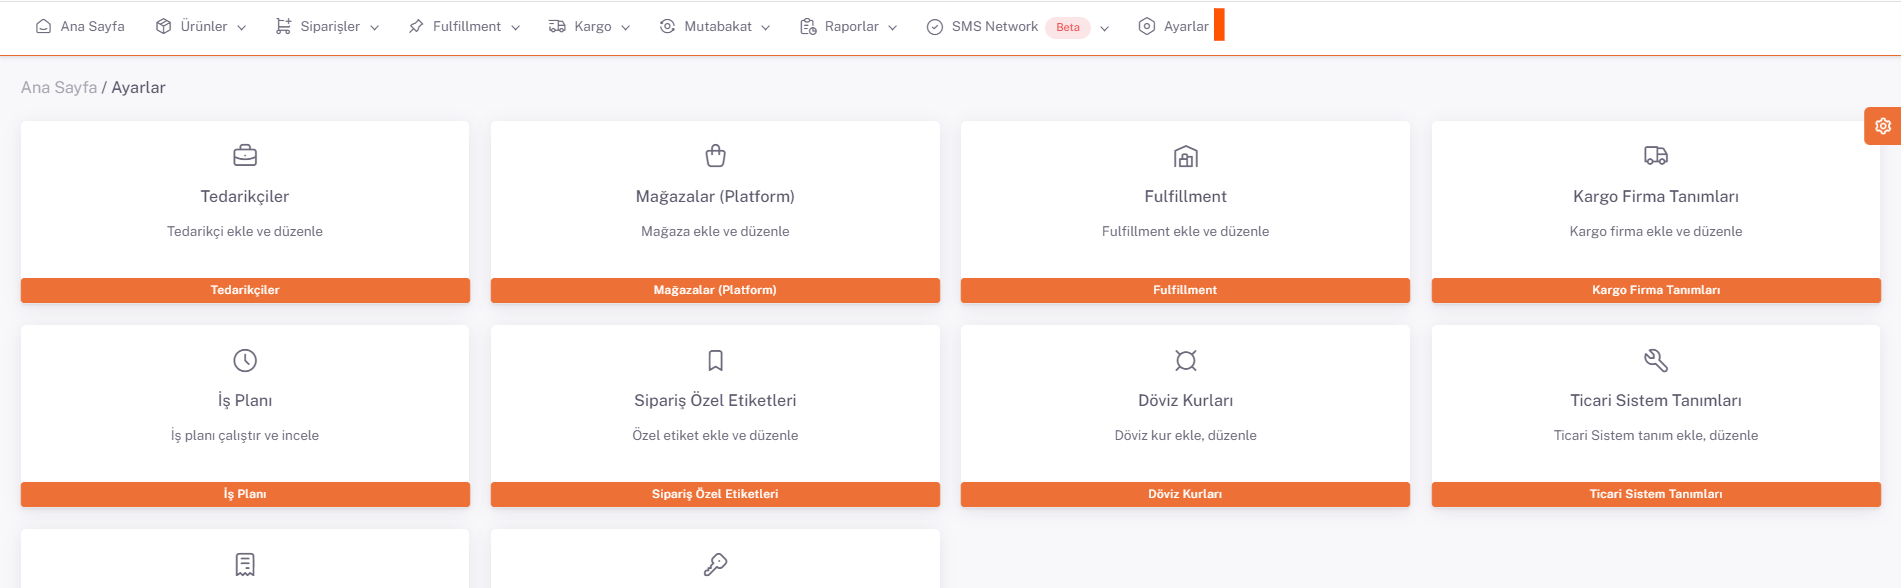 Ana Sayfa Ürünler Siparişler Fulfillment Kargo Mutabakat Raporlar SMS Network Beta Ayarlar
Ana Sayfa / Ayarlar
Tedarikçiler
Tedarikçi ekle ve düzenle
Tedarikçiler
Mağazalar (Platform)
Mağaza ekle ve düzenle
Mağazalar (Platform)
Fulfillment
Fulfillment ekle ve düzenle
Fulfillment
Kargo Firma Tanımları
Kargo firma ekle ve düzenle
Kargo Firma Tanımları
İş Planı
İş planı çalıştır ve incele
İş Planı
Sipariş Özel Etiketleri
Özel etiket ekle ve düzenle
Sipariş Özel Etiketleri
Döviz Kurları
Döviz kur ekle, düzenle
Döviz Kurları
Ticari Sistem Tanımları
Ticari Sistem tanım ekle, düzenle
Ticari Sistem Tanımları